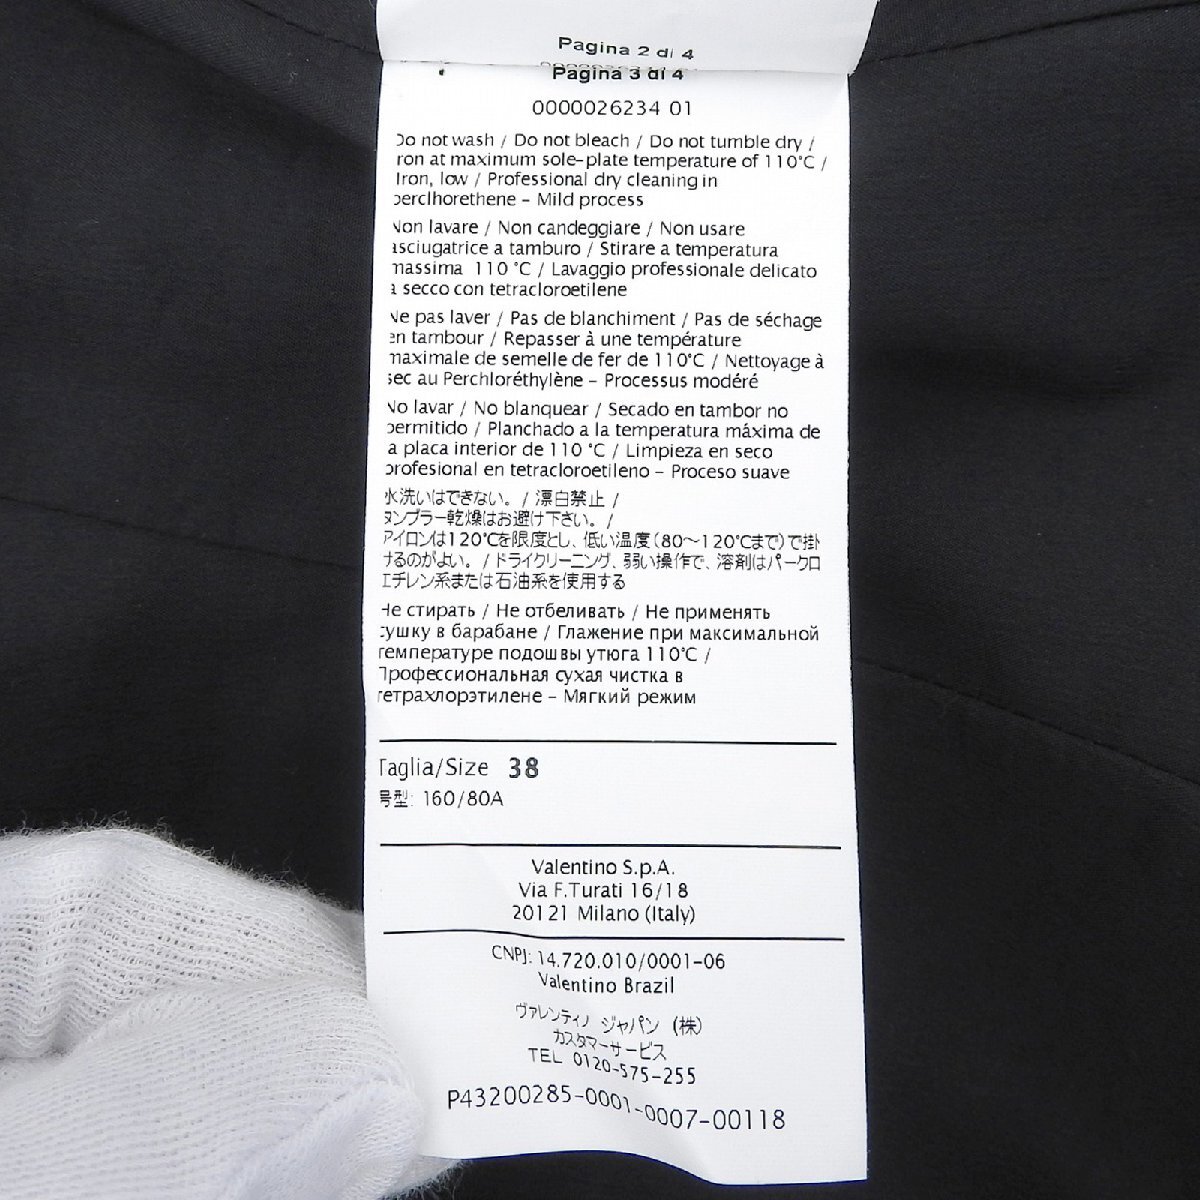 Pagina 2 di 4
Pagina 3 di 4
0000026234 01
Do not wash / Do not bleach / Do not tumble dry /
Iron at maximum sole-plate temperature of 110°C /
Iron, low / Professional dry cleaning in
perclhorethene - Mild process
Non lavare / Non candeggiare / Non usare
asciugatrice a tamburo / Stirare a temperatura
massima 110 °C / Lavaggio professionale delicato
a secco con tetracloroetilene
Ne pas laver / Pas de blanchiment / Pas de séchage
en tambour / Repasser à une température
maximale de semelle de fer de 110°C / Nettoyage à
sec au Perchloréthylène - Processus modéré
No lavar / No blanquear / Secado en tambor no
permitido / Planchado a la temperatura máxima de
la placa interior de 110 °C / Limpieza en seco
profesional en tetracloroetileno - Proceso suave
水洗いはできない。 / 漂白禁止 /
タンブラー乾燥はお避け下さい。 /
アイロンは120℃を限度とし、低い温度(80～120℃まで)で掛
けるのがよい。 / ドライクリーニング、弱い操作で、溶剤はパークロ
エチレン系または石油系を使用する
Не стирать / Не отбеливать / Не применять
сушку в барабане / Глажение при максимальной
температуре подошвы утюга 110°C /
Профессиональная сухая чистка в
тетрахлорэтилене - Мягкий режим
Taglia/Size 38
号型: 160/80A
Valentino S.p.A.
Via F.Turati 16/18
20121 Milano (Italy)
CNPJ: 14.720.010/0001-06
Valentino Brazil
ヴァレンティノ ジャパン (株)
カスタマーサービス
TEL 0120-575-255
P43200285-0001-0007-00118